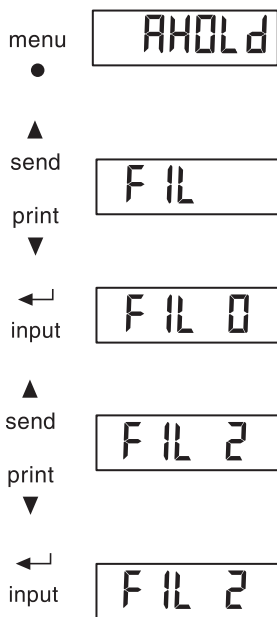 menu
AHOLd
send
FIL
print
FIL 0
input
send
FIL 2
print
FIL 2
input